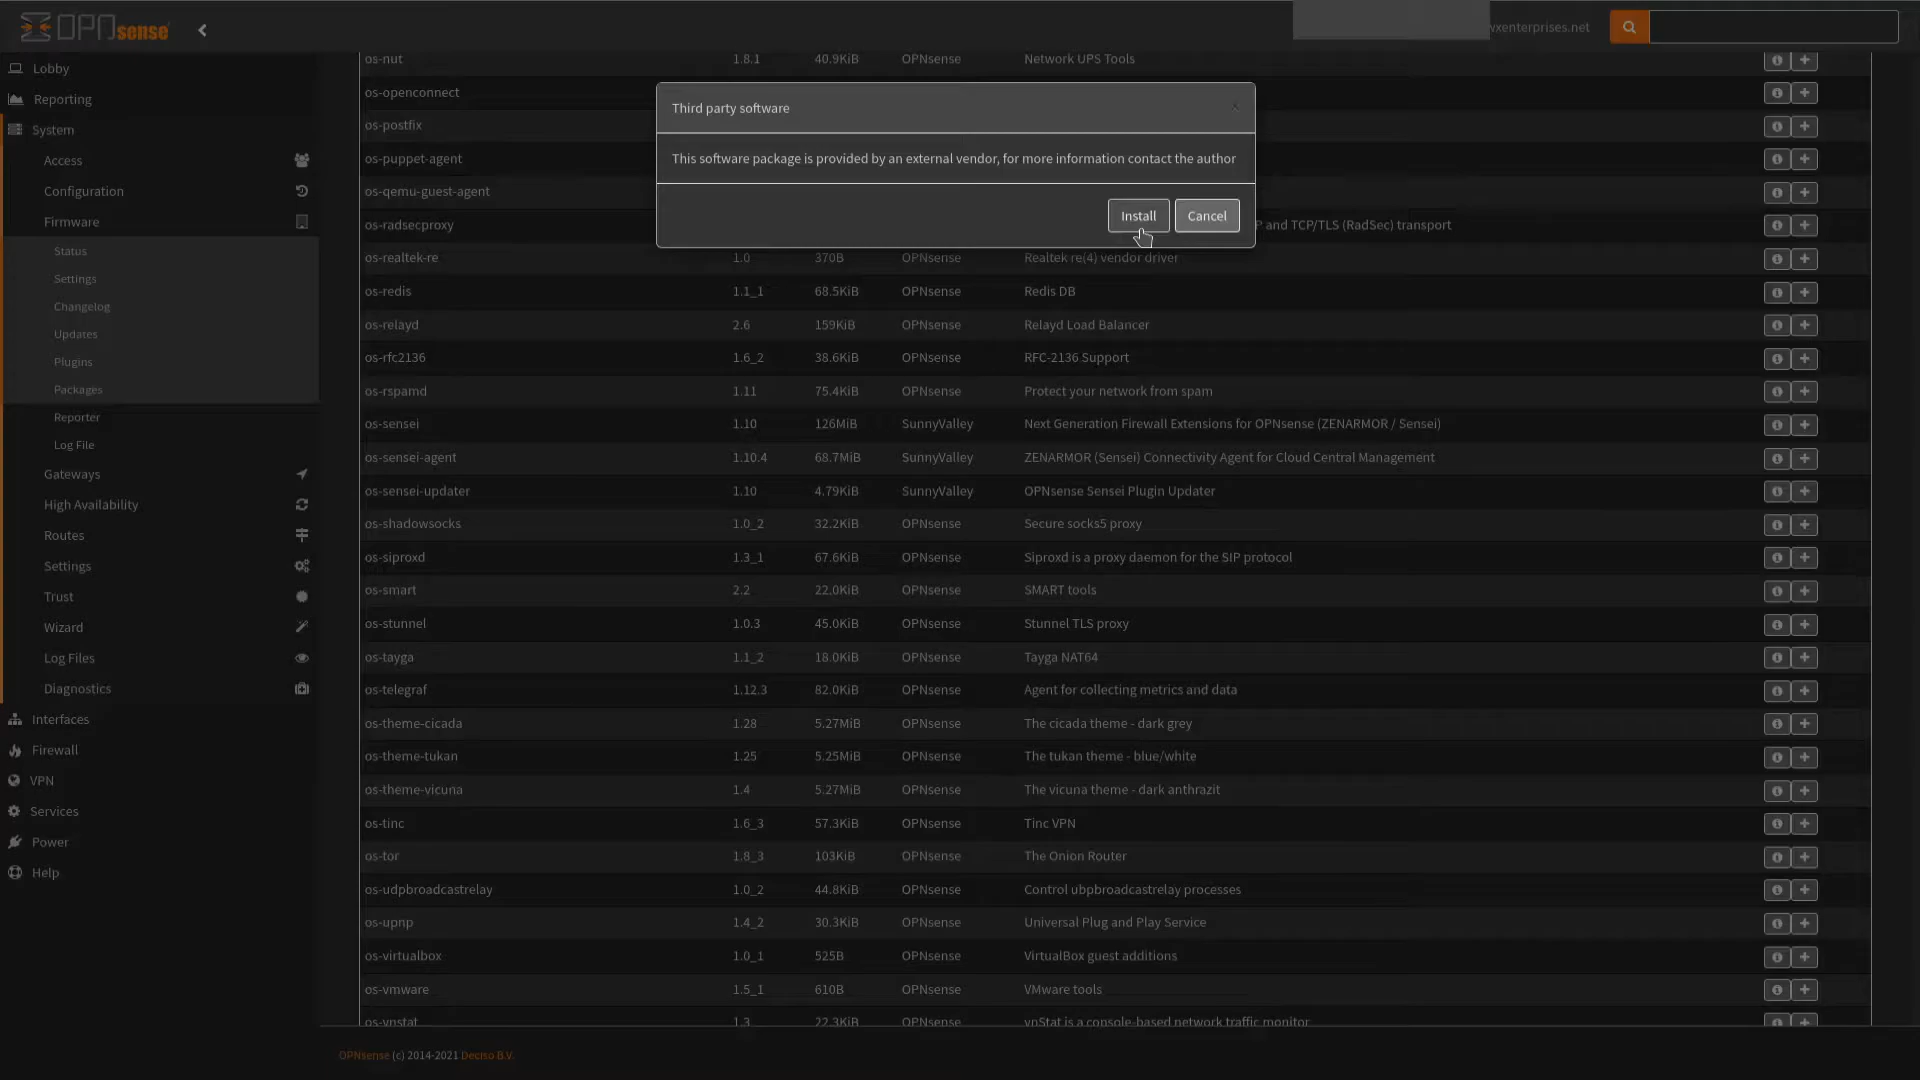 OPNsense
wxenterprises.net
Lobby
Reporting
System
Access
Configuration
Firmware
Status
Settings
Changelog
Updates
Plugins
Packages
Reporter
Log File
Gateways
High Availability
Routes
Settings
Trust
Wizard
Log Files
Diagnostics
Interfaces
Firewall
VPN
Services
Power
Help
Third party software x
This software package is provided by an external vendor, for more information contact the author
Install Cancel
os-nut 1.8.1 40.9KiB OPNsense Network UPS Tools
os-openconnect
os-postfix
os-puppet-agent
os-qemu-guest-agent
os-radsecproxy and TCP/TLS (RadSec) transport
os-realtek-re 1.0 370B OPNsense Realtek re(4) vendor driver
os-redis 1.1_1 68.5KiB OPNsense Redis DB
os-relayd 2.6 159KiB OPNsense Relayd Load Balancer
os-rfc2136 1.6_2 38.6KiB OPNsense RFC-2136 Support
os-rspamd 1.11 75.4KiB OPNsense Protect your network from spam
os-sensei 1.10 126MiB SunnyValley Next Generation Firewall Extensions for OPNsense (ZENARMOR / Sensei)
os-sensei-agent 1.10.4 68.7MiB SunnyValley ZENARMOR (Sensei) Connectivity Agent for Cloud Central Management
os-sensei-updater 1.10 4.79KiB SunnyValley OPNsense Sensei Plugin Updater
os-shadowsocks 1.0_2 32.2KiB OPNsense Secure socks5 proxy
os-siproxd 1.3_1 67.6KiB OPNsense Siproxd is a proxy daemon for the SIP protocol
os-smart 2.2 22.0KiB OPNsense SMART tools
os-stunnel 1.0.3 45.0KiB OPNsense Stunnel TLS proxy
os-tayga 1.1_2 18.0KiB OPNsense Tayga NAT64
os-telegraf 1.12.3 82.0KiB OPNsense Agent for collecting metrics and data
os-theme-cicada 1.28 5.27MiB OPNsense The cicada theme - dark grey
os-theme-tukan 1.25 5.25MiB OPNsense The tukan theme - blue/white
os-theme-vicuna 1.4 5.27MiB OPNsense The vicuna theme - dark anthrazit
os-tinc 1.6_3 57.3KiB OPNsense Tinc VPN
os-tor 1.8_3 103KiB OPNsense The Onion Router
os-udpbroadcastrelay 1.0_2 44.8KiB OPNsense Control ubpbroadcastrelay processes
os-upnp 1.4_2 30.3KiB OPNsense Universal Plug and Play Service
os-virtualbox 1.0_1 525B OPNsense VirtualBox guest additions
os-vmware 1.5_1 610B OPNsense VMware tools
os-vnstat 1.3 22.3KiB OPNsense vnStat is a console-based network traffic monitor
OPNsense (c) 2014-2021 Deciso B.V.